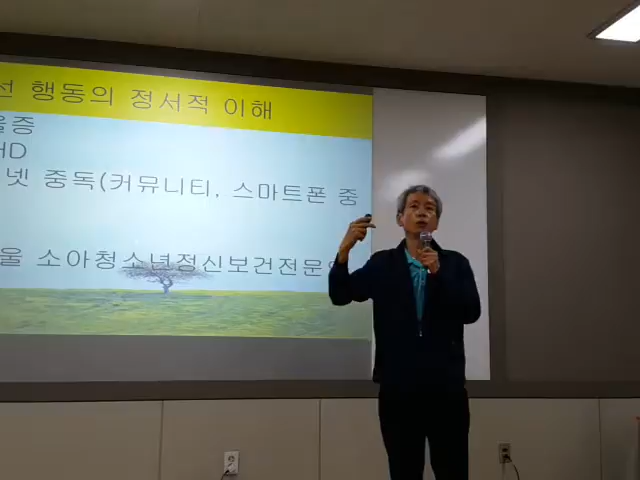 행동의 정서적 이해
울증
HD
넷 중독(커뮤니티, 스마트폰 중
울 소아청소년정신보건전문